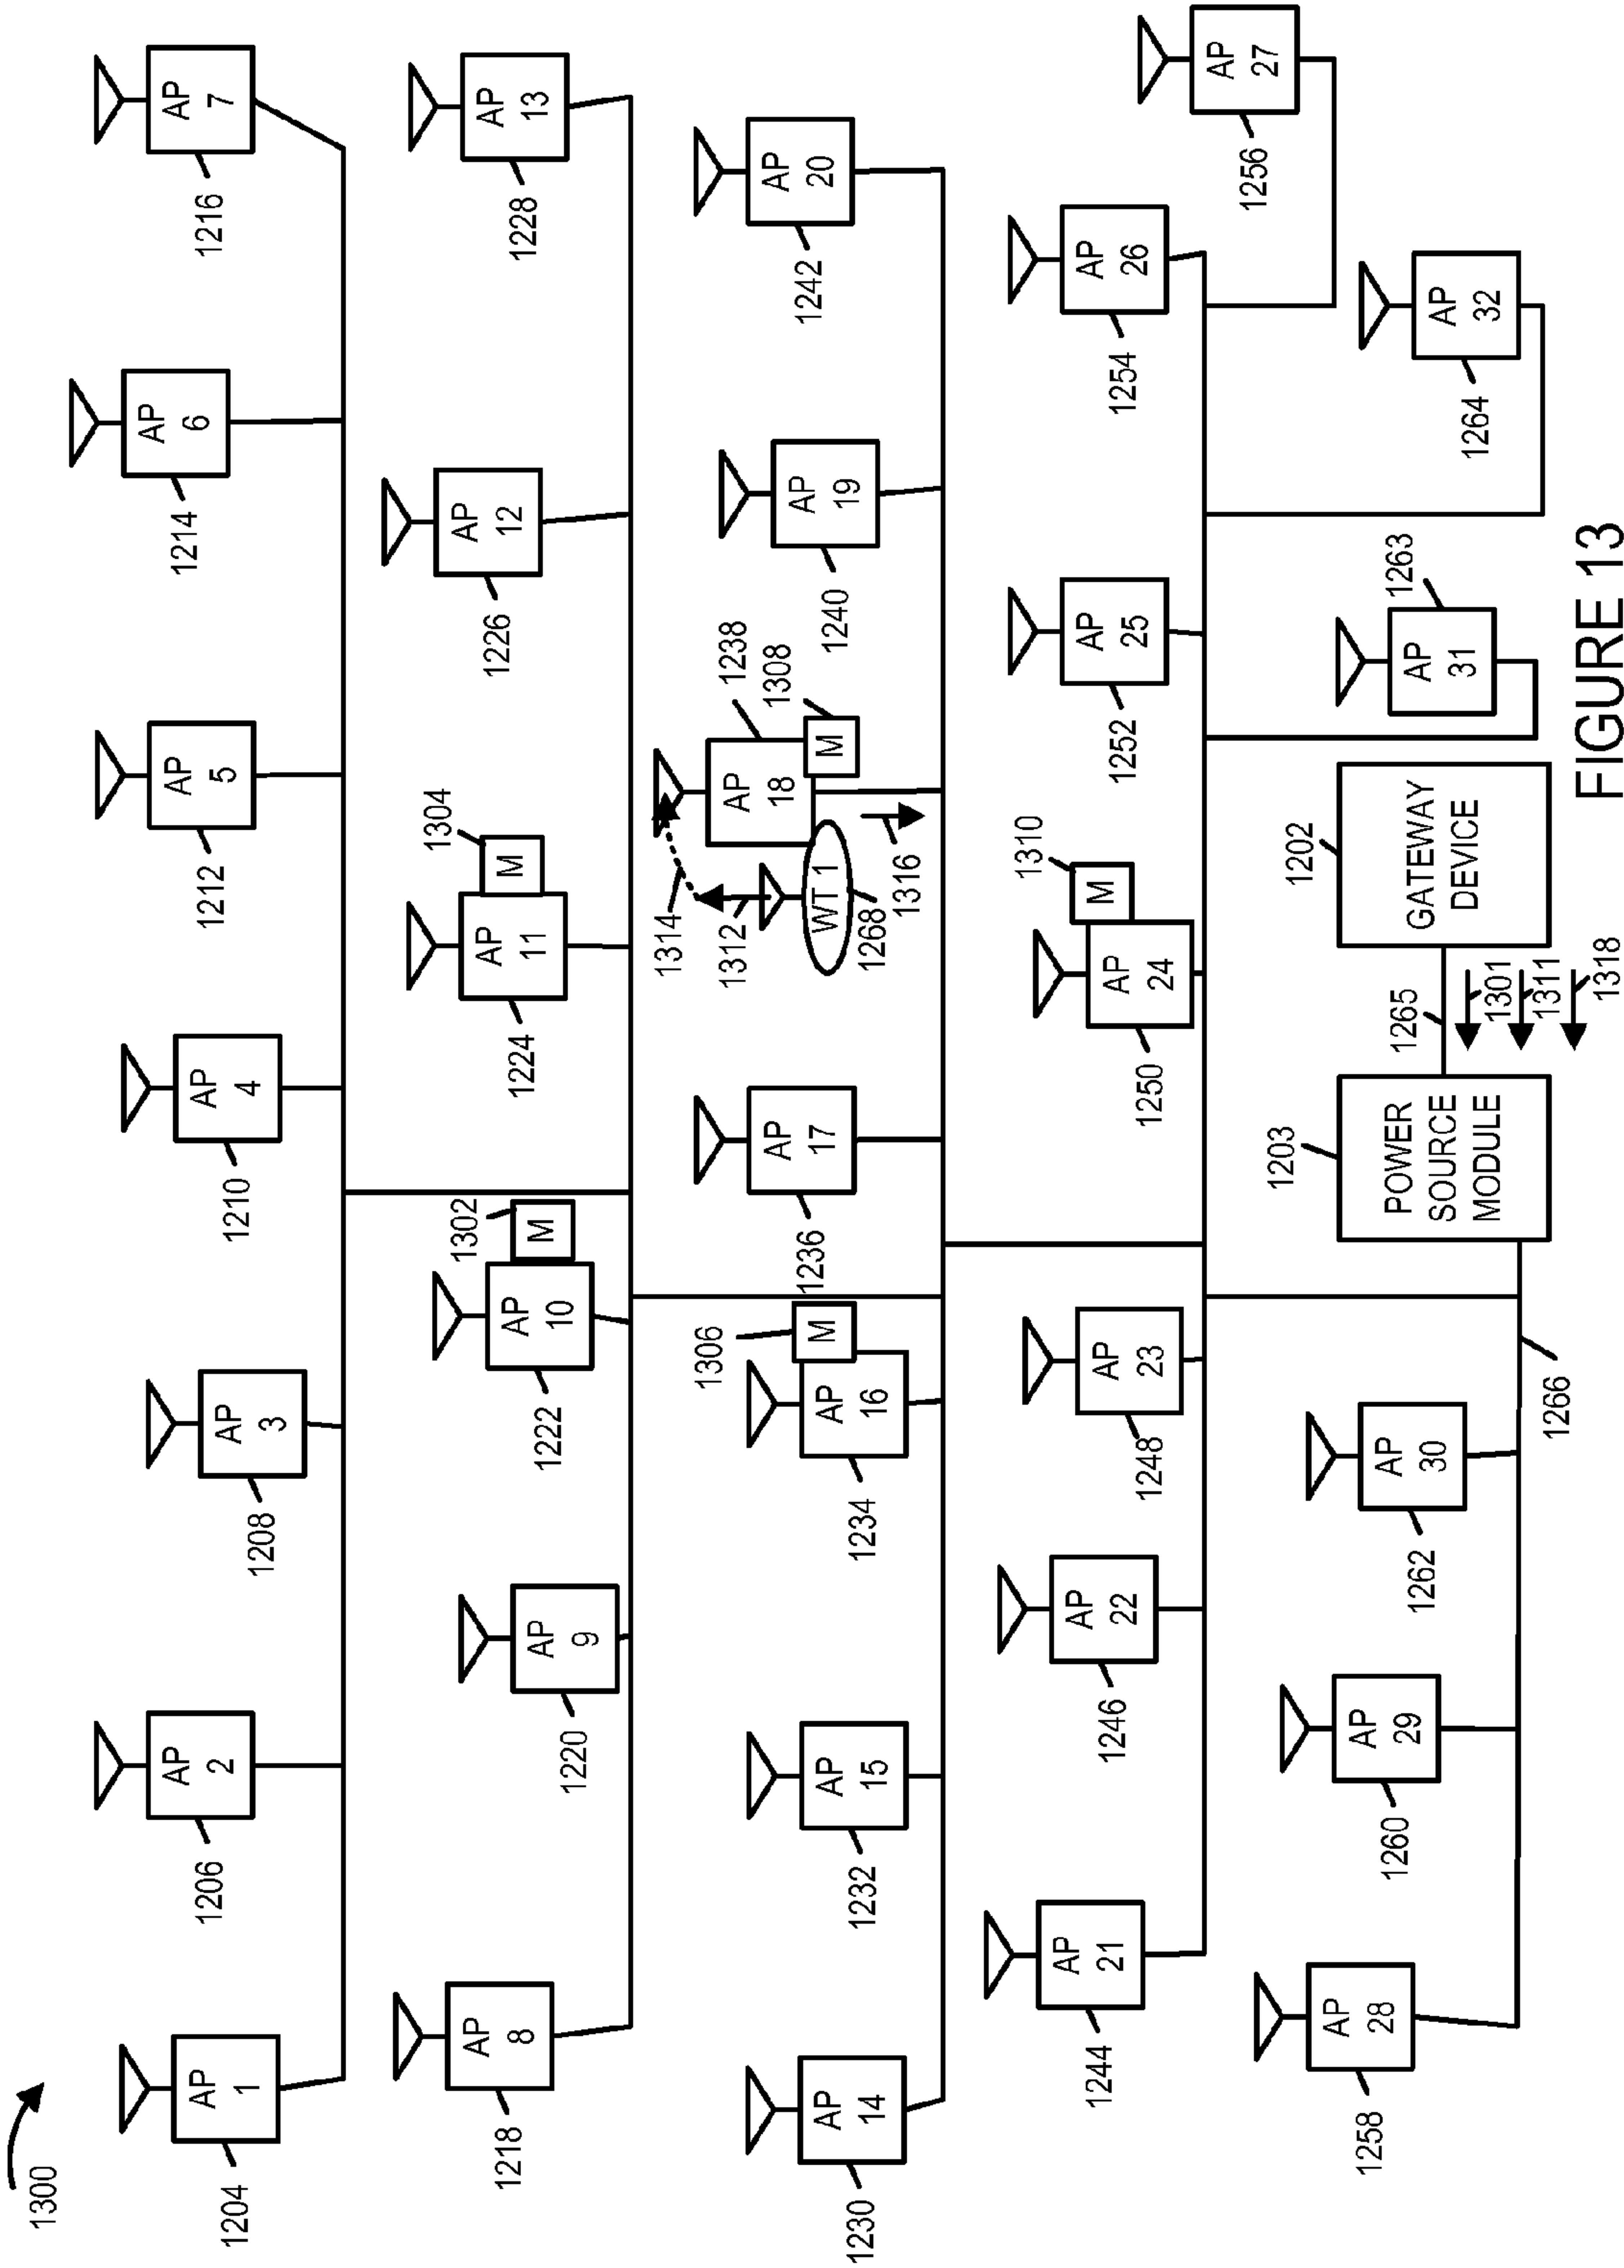 1300
AP
1
1204
AP
2
1206
AP
3
1208
AP
4
1210
AP
5
1212
AP
6
1214
AP
7
1216
AP
8
1218
AP
9
1220
AP
10
1222
M
1302
AP
11
1224
M
1304
AP
12
1226
AP
13
1228
AP
14
1230
AP
15
1232
AP
16
1234
M
1306
AP
17
1236
AP
18
1238
M
1308
WT 1
1268
1312
1314
1316
AP
19
1240
AP
20
1242
AP
21
1244
AP
22
1246
AP
23
1248
AP
24
1250
M
1310
AP
25
1252
AP
26
1254
AP
27
1256
AP
28
1258
AP
29
1260
AP
30
1262
1266
POWER
SOURCE
MODULE
1203
1265
1301
1311
1318
GATEWAY
DEVICE
1202
AP
31
1263
AP
32
1264
FIGURE 13